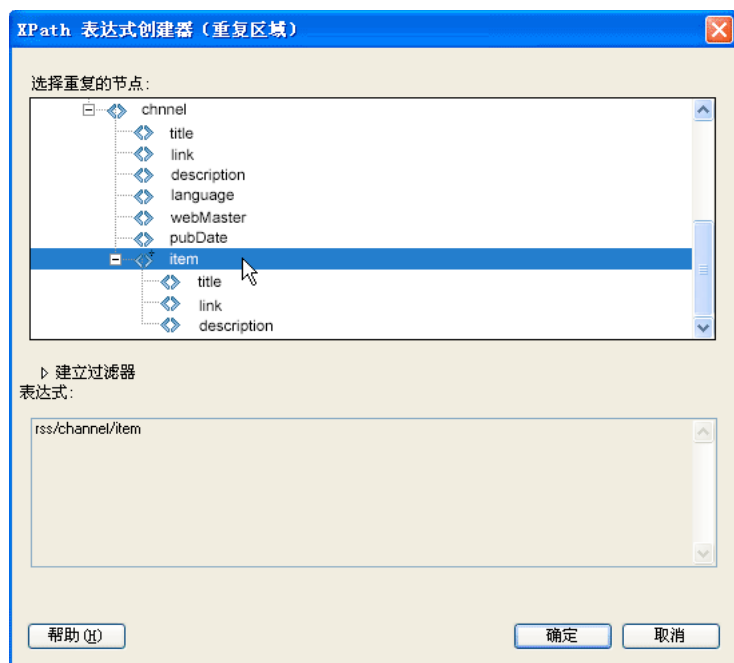 XPath 表达式创建器（重复区域）
选择重复的节点:
chnnel
title
link
description
language
webMaster
pubDate
item
title
link
description
建立过滤器
表达式:
rss/channel/item
帮助(H)
确定
取消